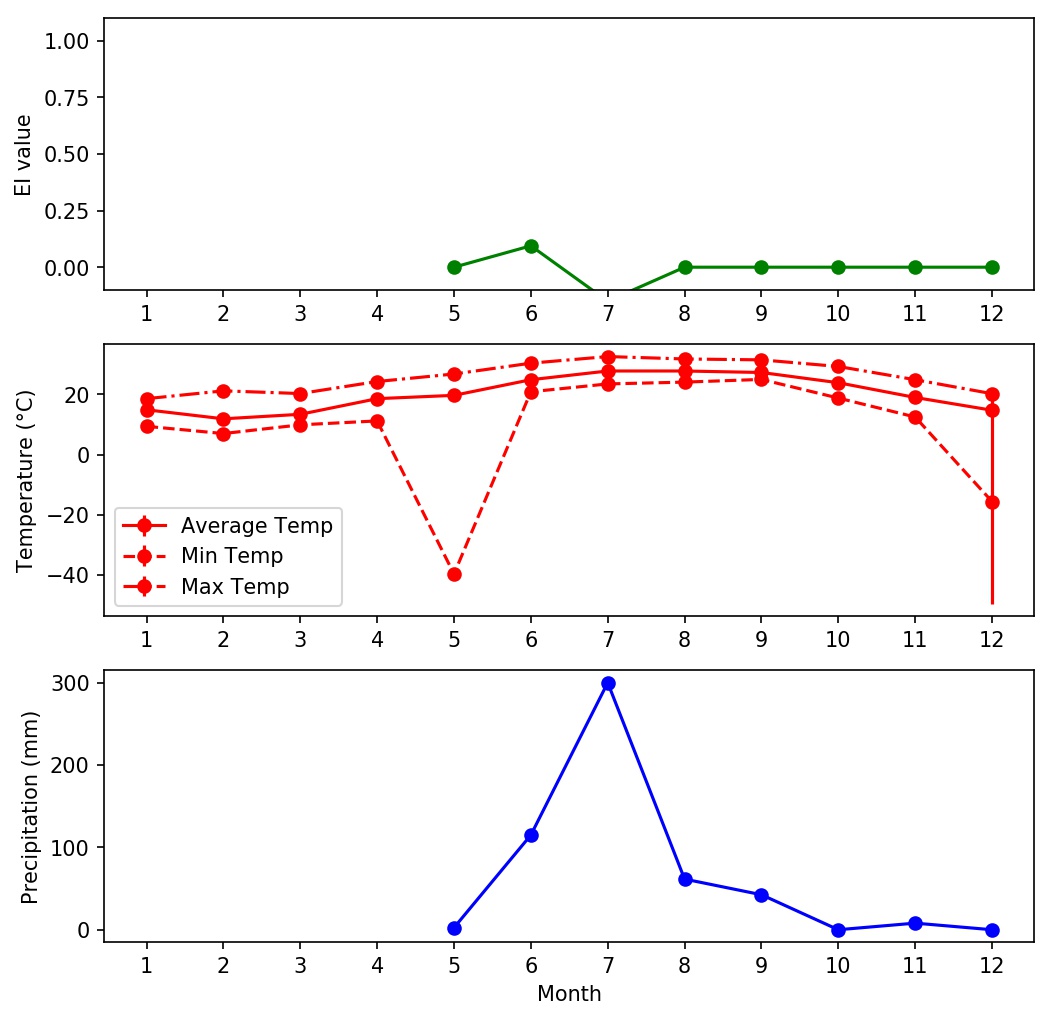 EI value
1.00
0.75
0.50
0.25
0.00
1 2 3 4 5 6 7 8 9 10 11 12
Temperature (°C)
20
0
−20
−40
Average Temp
Min Temp
Max Temp
1 2 3 4 5 6 7 8 9 10 11 12
Precipitation (mm)
300
200
100
0
1 2 3 4 5 6 7 8 9 10 11 12
Month